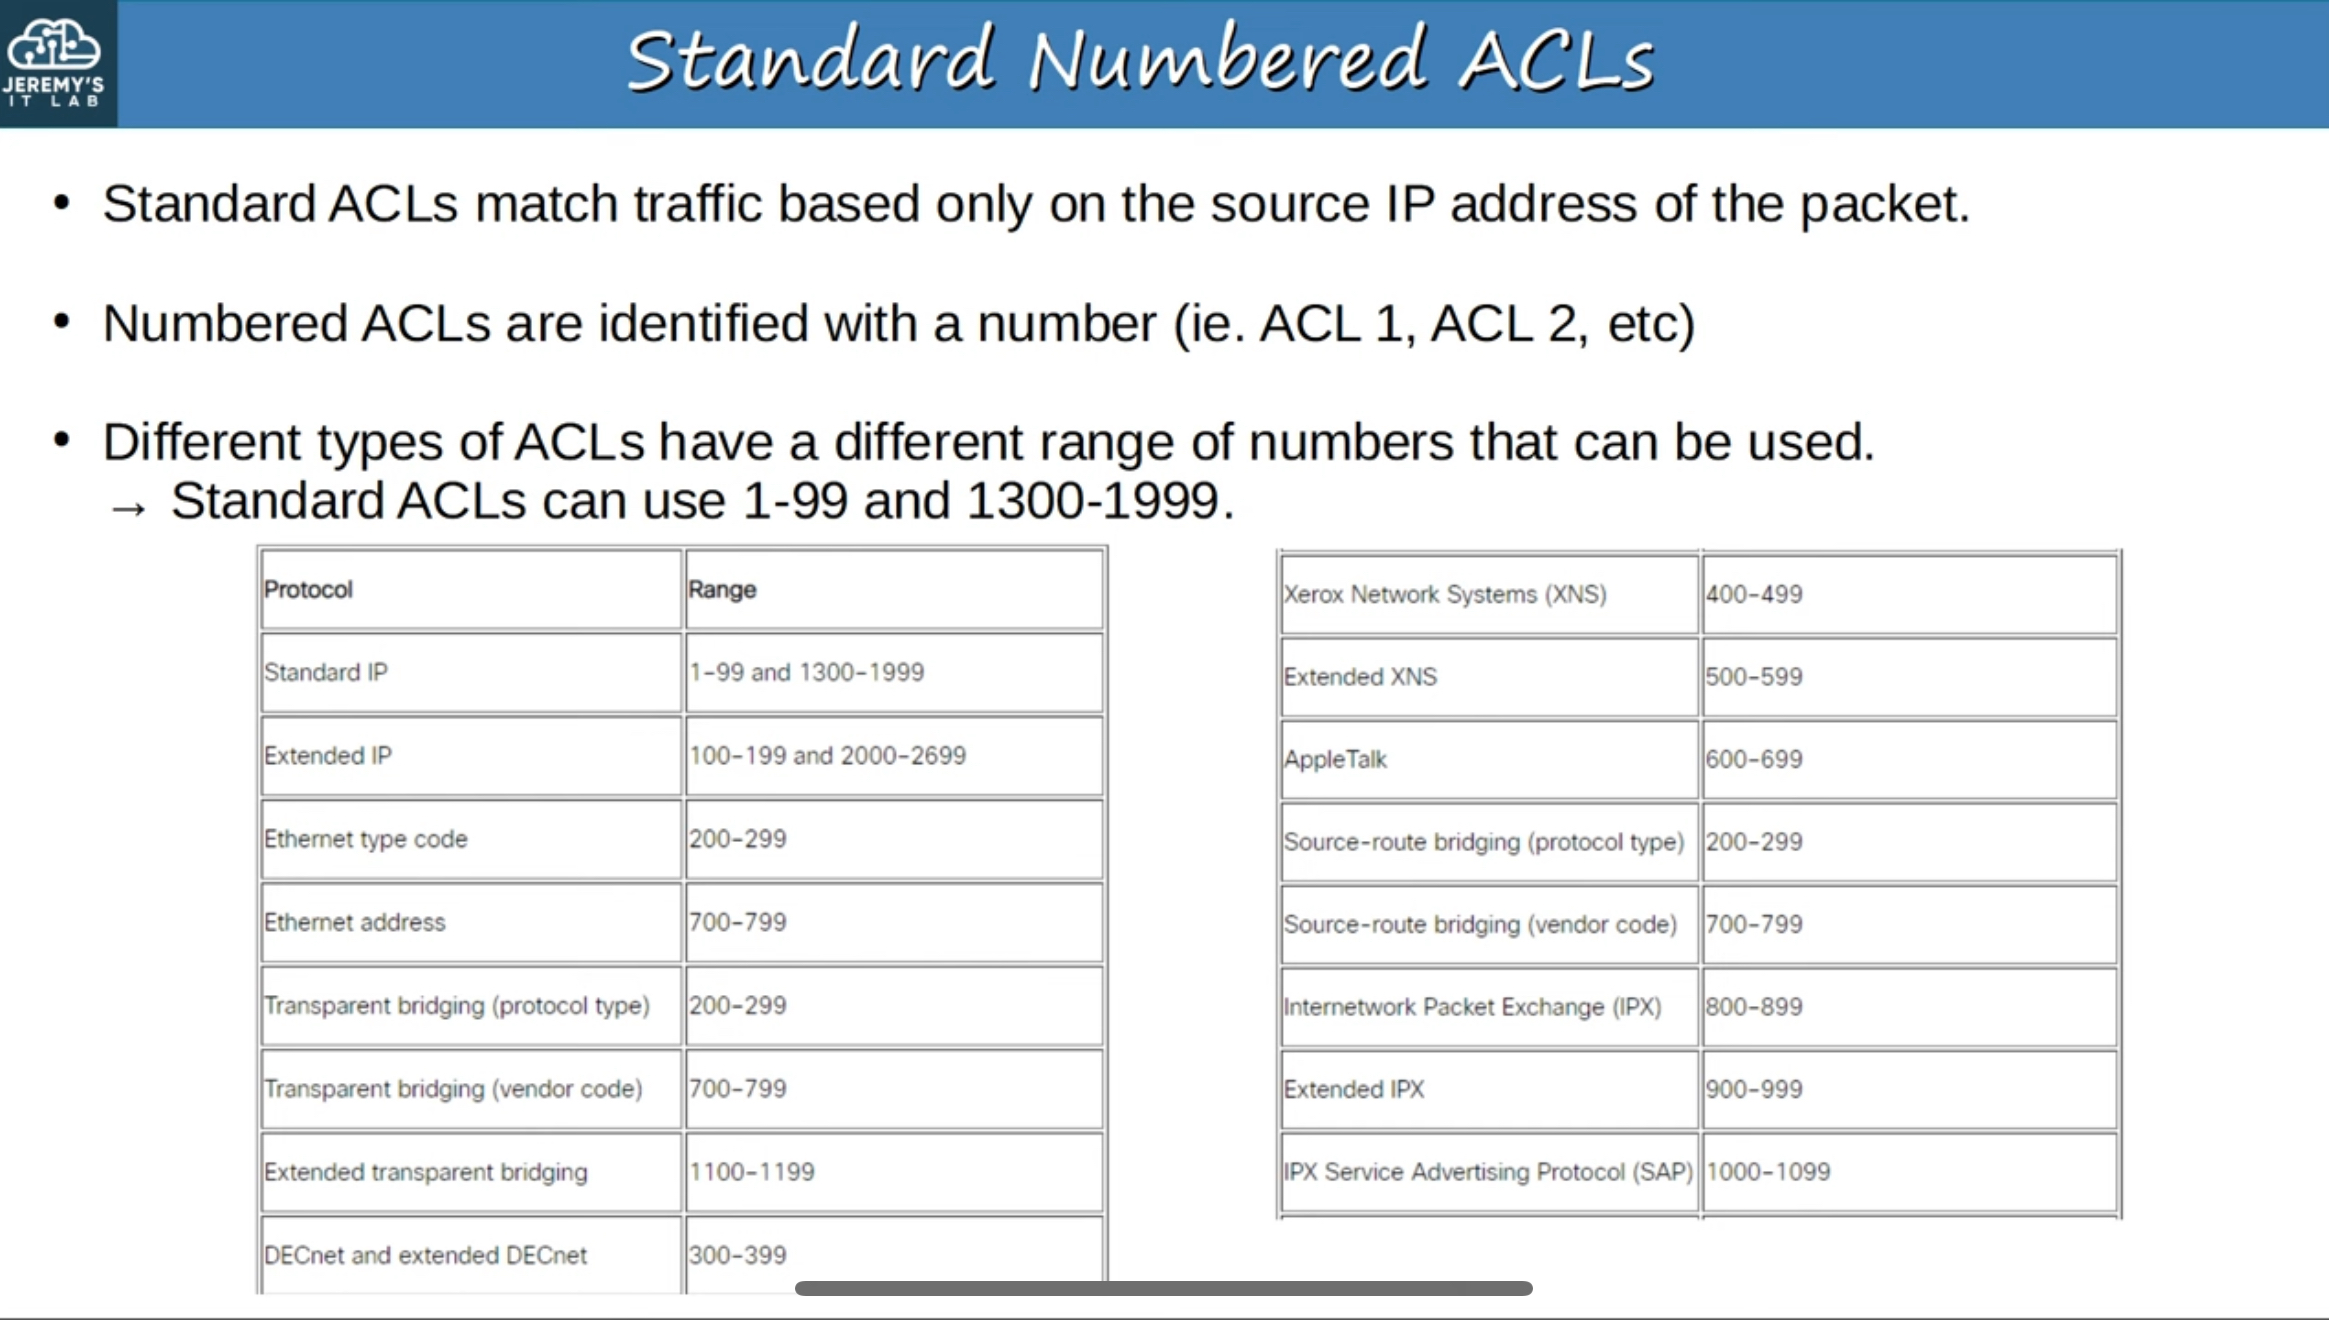 JEREMY'S
IT LAB
Standard Numbered ACLs
• Standard ACLs match traffic based only on the source IP address of the packet.
• Numbered ACLs are identified with a number (ie. ACL 1, ACL 2, etc)
• Different types of ACLs have a different range of numbers that can be used.
→ Standard ACLs can use 1-99 and 1300-1999.
Protocol Range
Standard IP 1–99 and 1300–1999
Extended IP 100–199 and 2000–2699
Ethernet type code 200–299
Ethernet address 700–799
Transparent bridging (protocol type) 200–299
Transparent bridging (vendor code) 700–799
Extended transparent bridging 1100–1199
DECnet and extended DECnet 300–399
Xerox Network Systems (XNS) 400–499
Extended XNS 500–599
AppleTalk 600–699
Source-route bridging (protocol type) 200–299
Source-route bridging (vendor code) 700–799
Internetwork Packet Exchange (IPX) 800–899
Extended IPX 900–999
IPX Service Advertising Protocol (SAP) 1000–1099